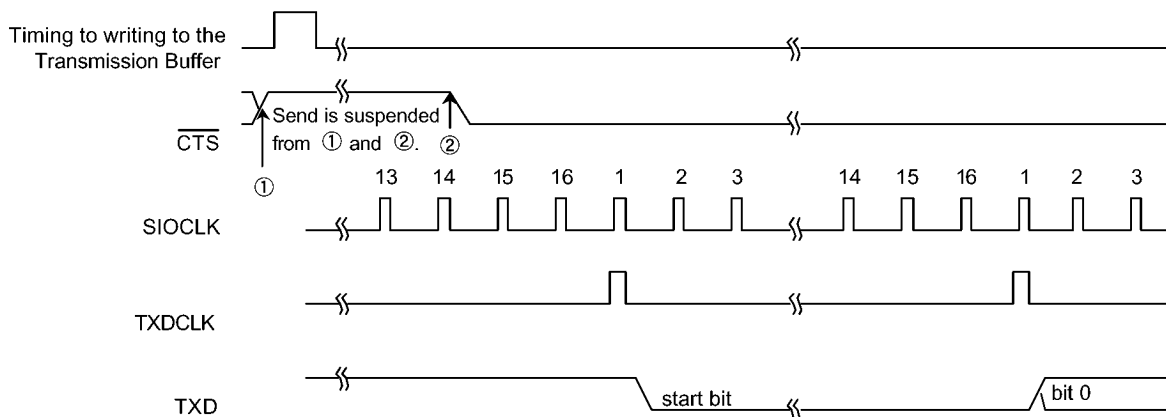 Timing to writing to the
Transmission Buffer
CTS
Send is suspended
from ① and ②.
②
①
13 14 15 16 1 2 3 14 15 16 1 2 3
SIOCLK
TXDCLK
TXD
start bit
bit 0